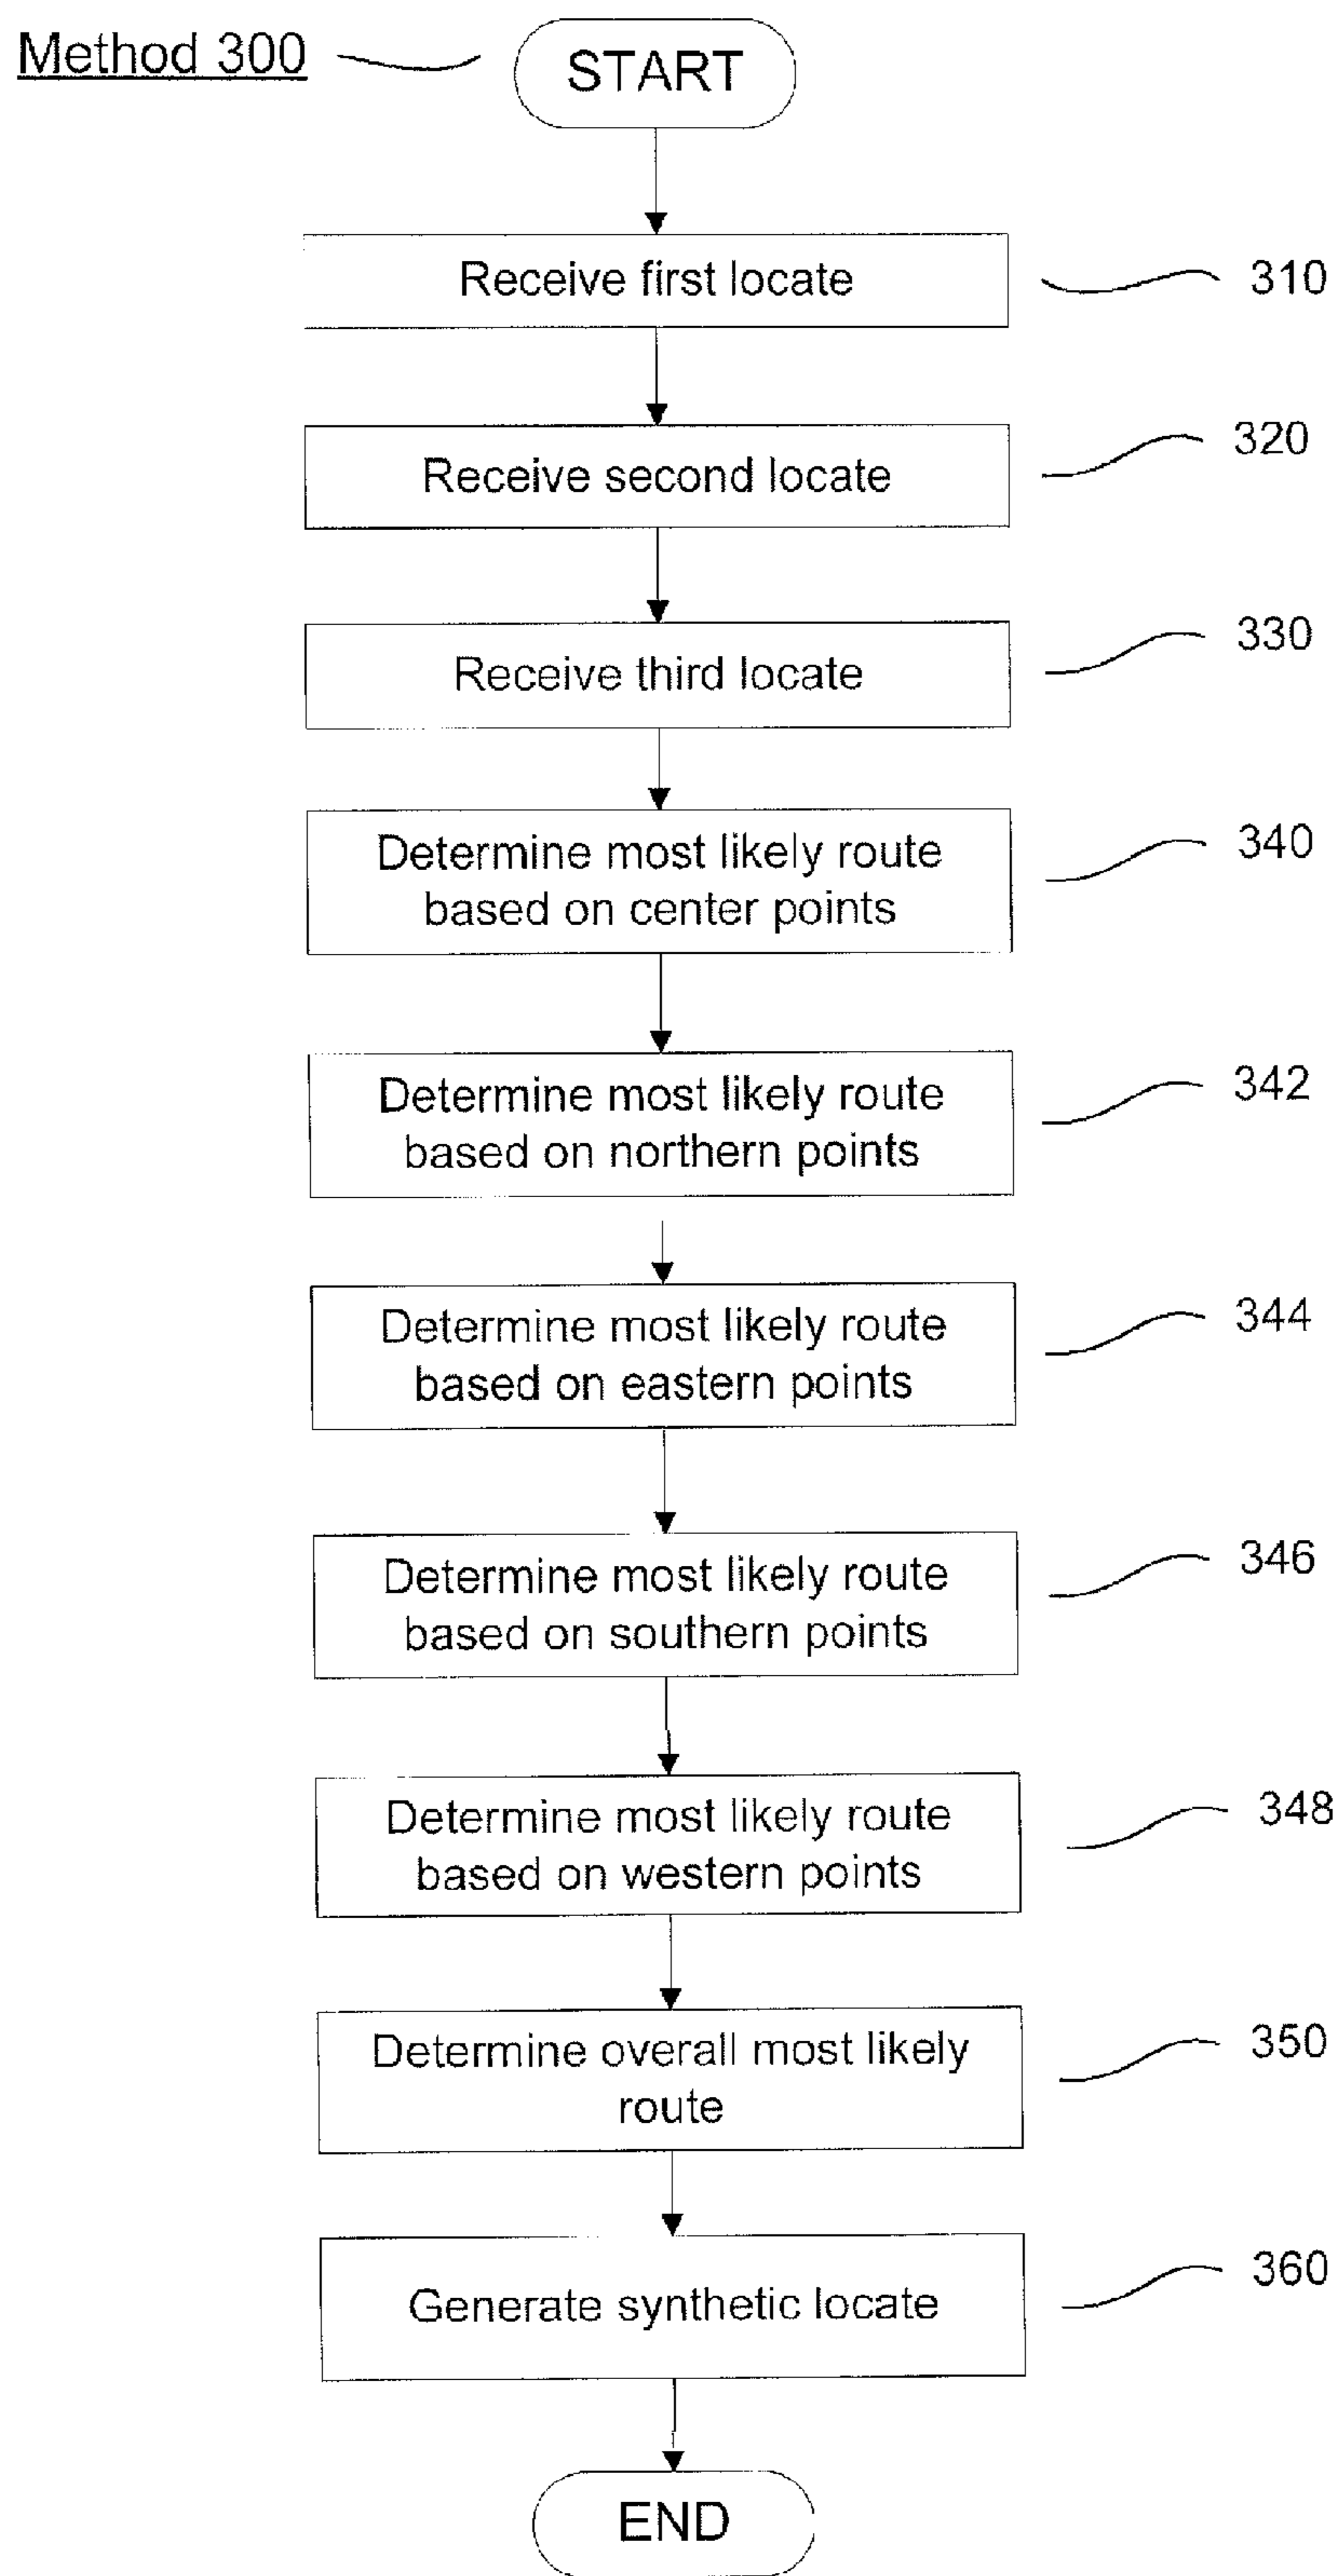 Method 300
START
Receive first locate
310
Receive second locate
320
Receive third locate
330
Determine most likely route
based on center points
340
Determine most likely route
based on northern points
342
Determine most likely route
based on eastern points
344
Determine most likely route
based on southern points
346
Determine most likely route
based on western points
348
Determine overall most likely
route
350
Generate synthetic locate
360
END